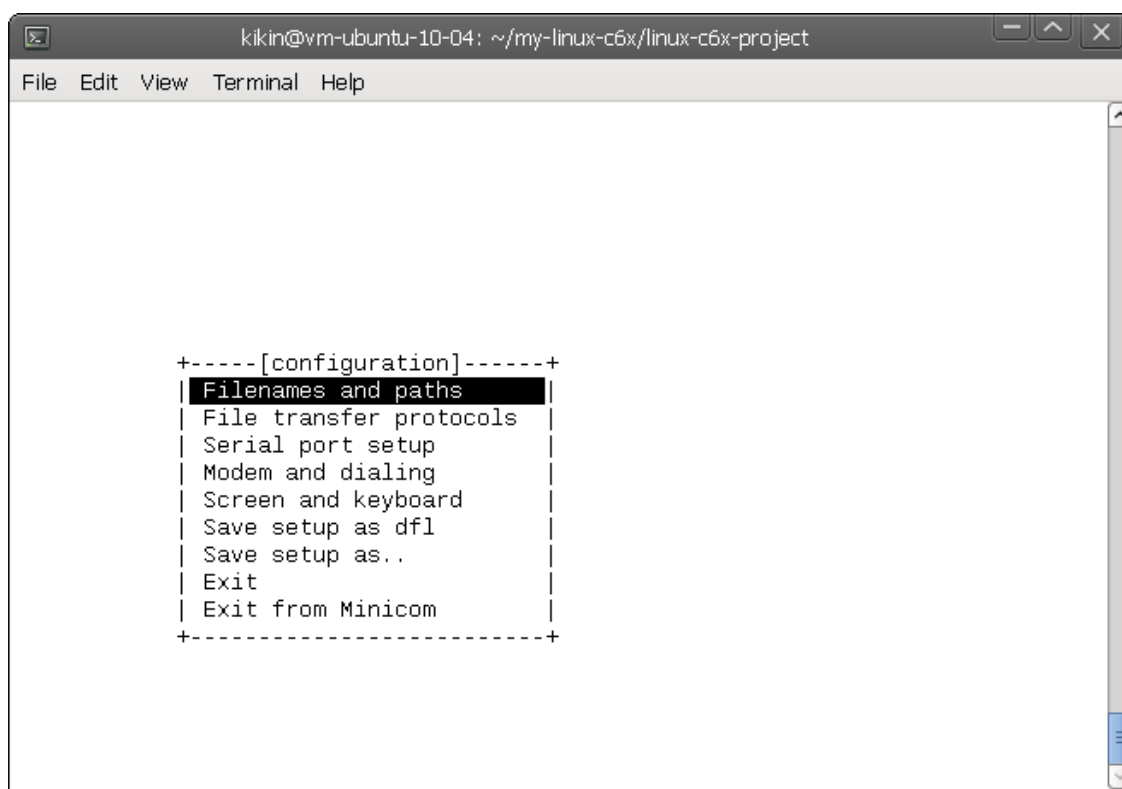 kikin@vm-ubuntu-10-04: ~/my-linux-c6x/linux-c6x-project
File Edit View Terminal Help
+-----[configuration]------+
| Filenames and paths      |
| File transfer protocols  |
| Serial port setup        |
| Modem and dialing        |
| Screen and keyboard      |
| Save setup as dfl        |
| Save setup as..          |
| Exit                     |
| Exit from Minicom        |
+--------------------------+